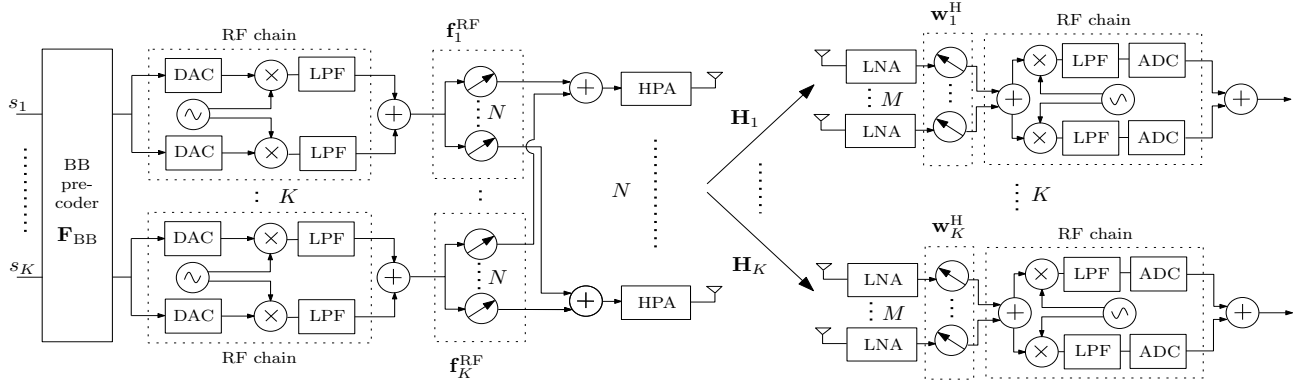 RF chain
f_1^RF
w_1^H
RF chain
DAC
LPF
HPA
LNA
LPF
ADC
s_1
N
M
H_1
DAC
LPF
LNA
LPF
ADC
BB
pre-
coder
F_BB
K
N
K
RF chain
w_K^H
DAC
LPF
LNA
LPF
ADC
s_K
N
H_K
M
HPA
DAC
LPF
LNA
LPF
ADC
RF chain
f_K^RF